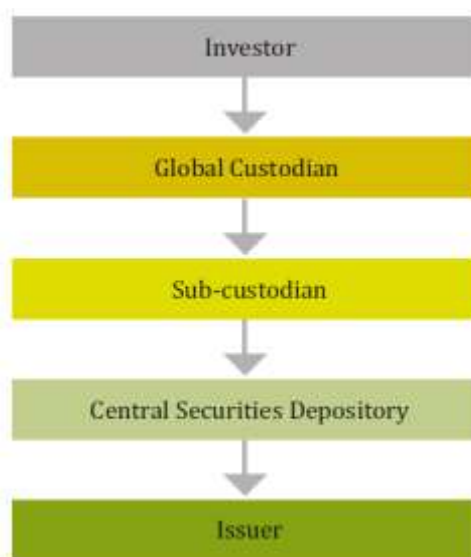 Investor
Global Custodian
Sub-custodian
Central Securities Depository
Issuer